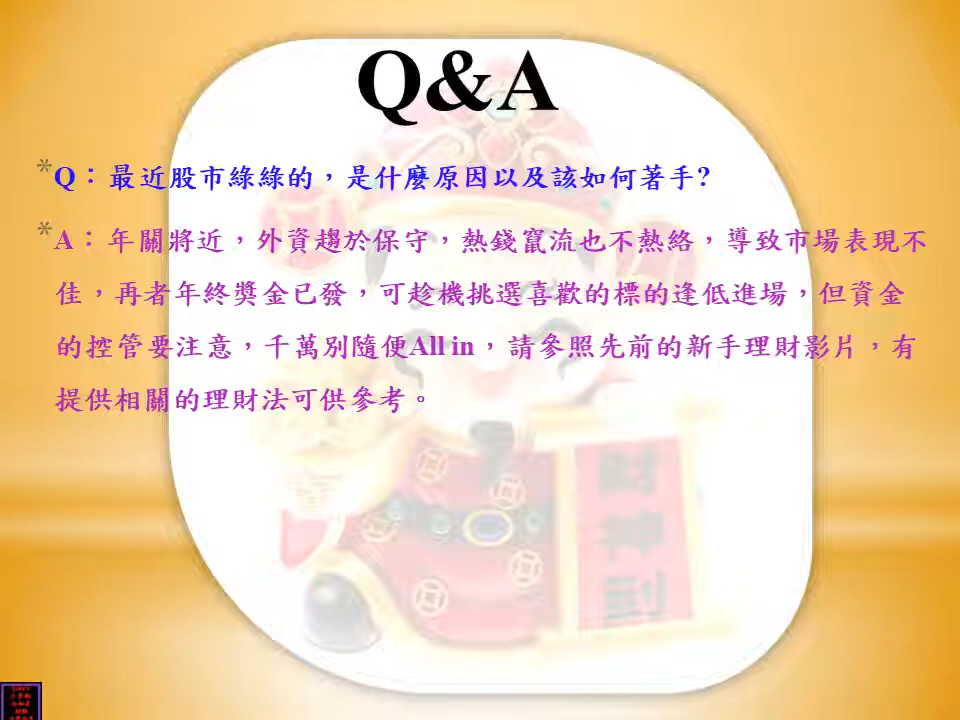 Q&A
*Q：最近股市綠綠的，是什麼原因以及該如何著手?
*A：年關將近，外資趨於保守，熱錢竄流也不熱絡，導致市場表現不
佳，再者年終獎金已發，可趁機挑選喜歡的標的逢低進場，但資金
的控管要注意，千萬別隨便All in，請參照先前的新手理財影片，有
提供相關的理財法可供參考。